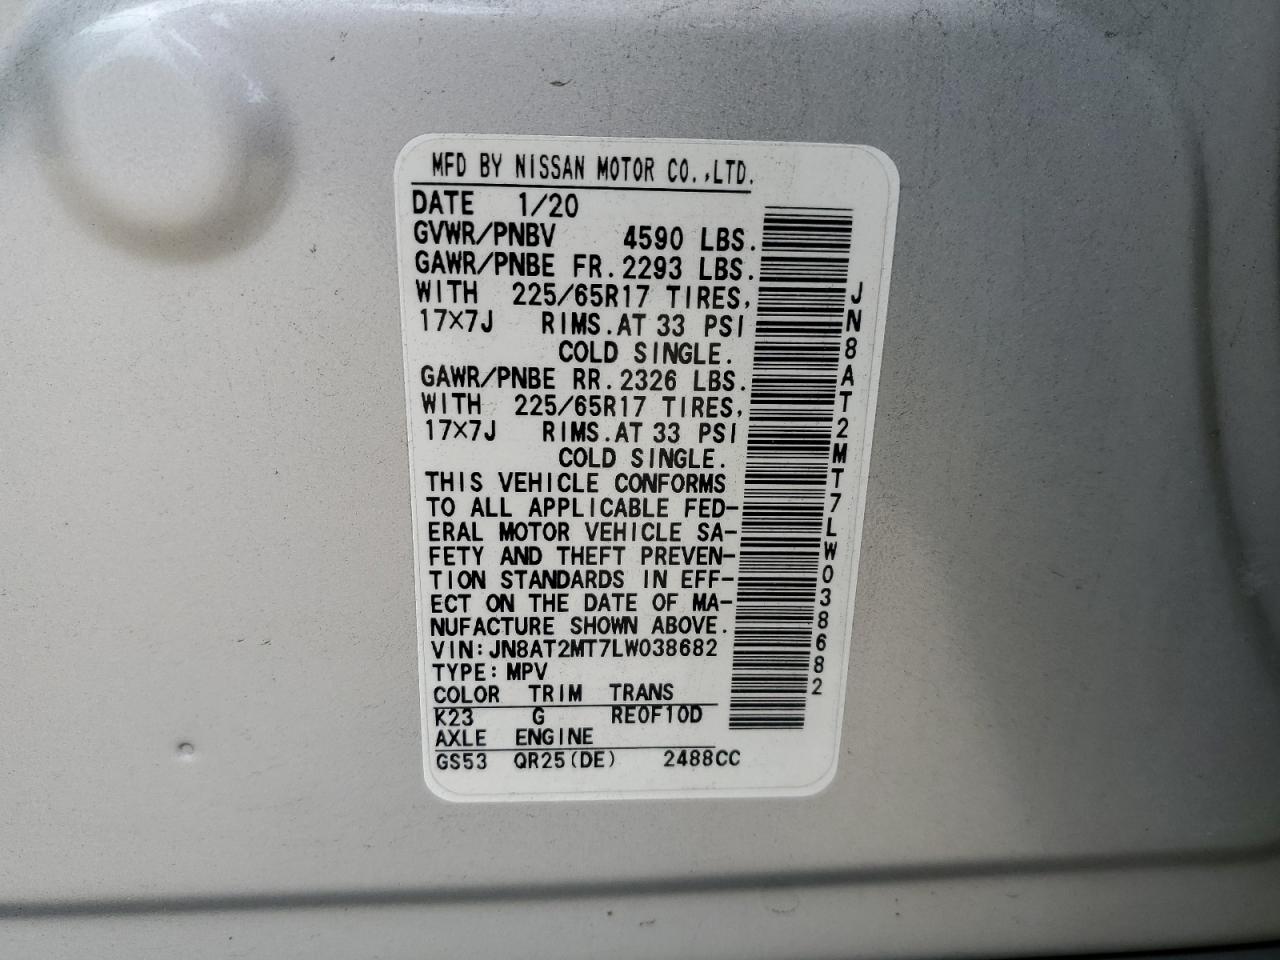 MFD BY NISSAN MOTOR CO.,LTD.
DATE 1/20
GVWR/PNBV 4590 LBS.
GAWR/PNBE FR.2293 LBS.
WITH 225/65R17 TIRES,
17×7J RIMS.AT 33 PSI
COLD SINGLE.
GAWR/PNBE RR.2326 LBS.
WITH 225/65R17 TIRES,
17×7J RIMS.AT 33 PSI
COLD SINGLE.
THIS VEHICLE CONFORMS
TO ALL APPLICABLE FED-
ERAL MOTOR VEHICLE SA-
FETY AND THEFT PREVEN-
TION STANDARDS IN EFF-
ECT ON THE DATE OF MA-
NUFACTURE SHOWN ABOVE.
VIN:JN8AT2MT7LW038682
TYPE:MPV
COLOR TRIM TRANS
K23 G RE0F10D
AXLE ENGINE
GS53 QR25(DE) 2488CC
JN8AT2MT7LW038682